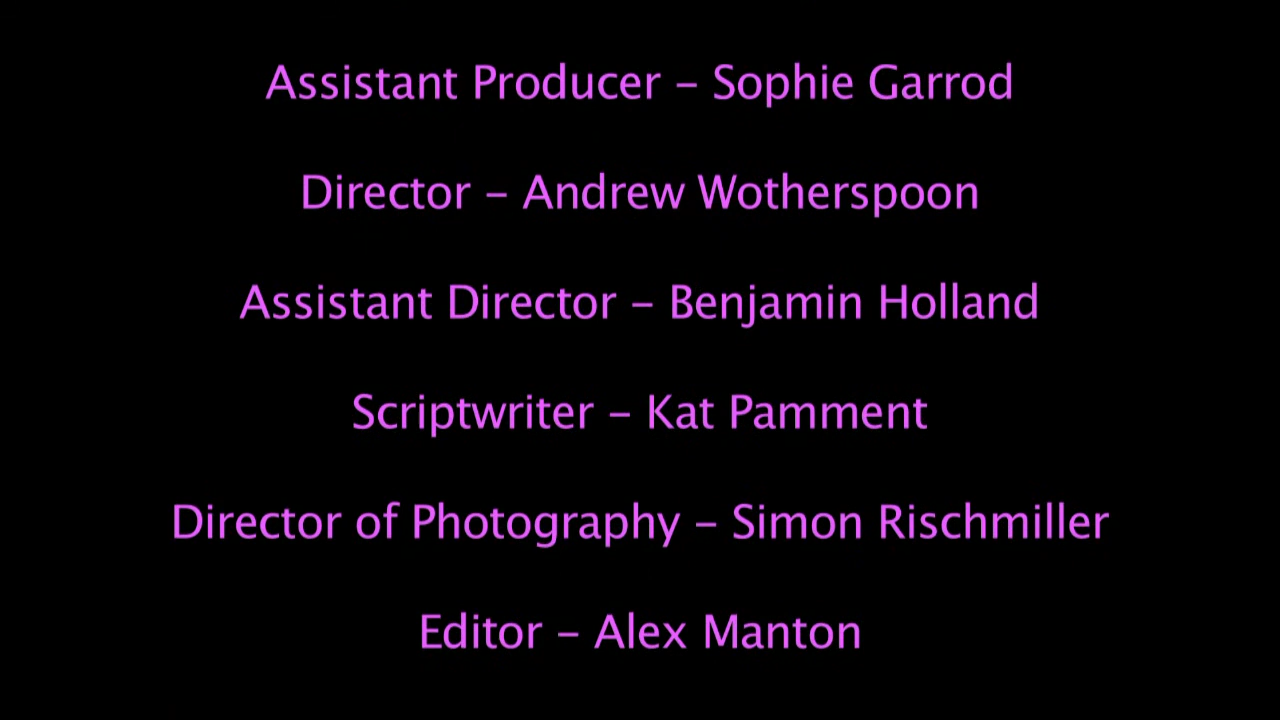 Assistant Producer – Sophie Garrod
Director – Andrew Wotherspoon
Assistant Director – Benjamin Holland
Scriptwriter – Kat Pamment
Director of Photography – Simon Rischmiller
Editor – Alex Manton